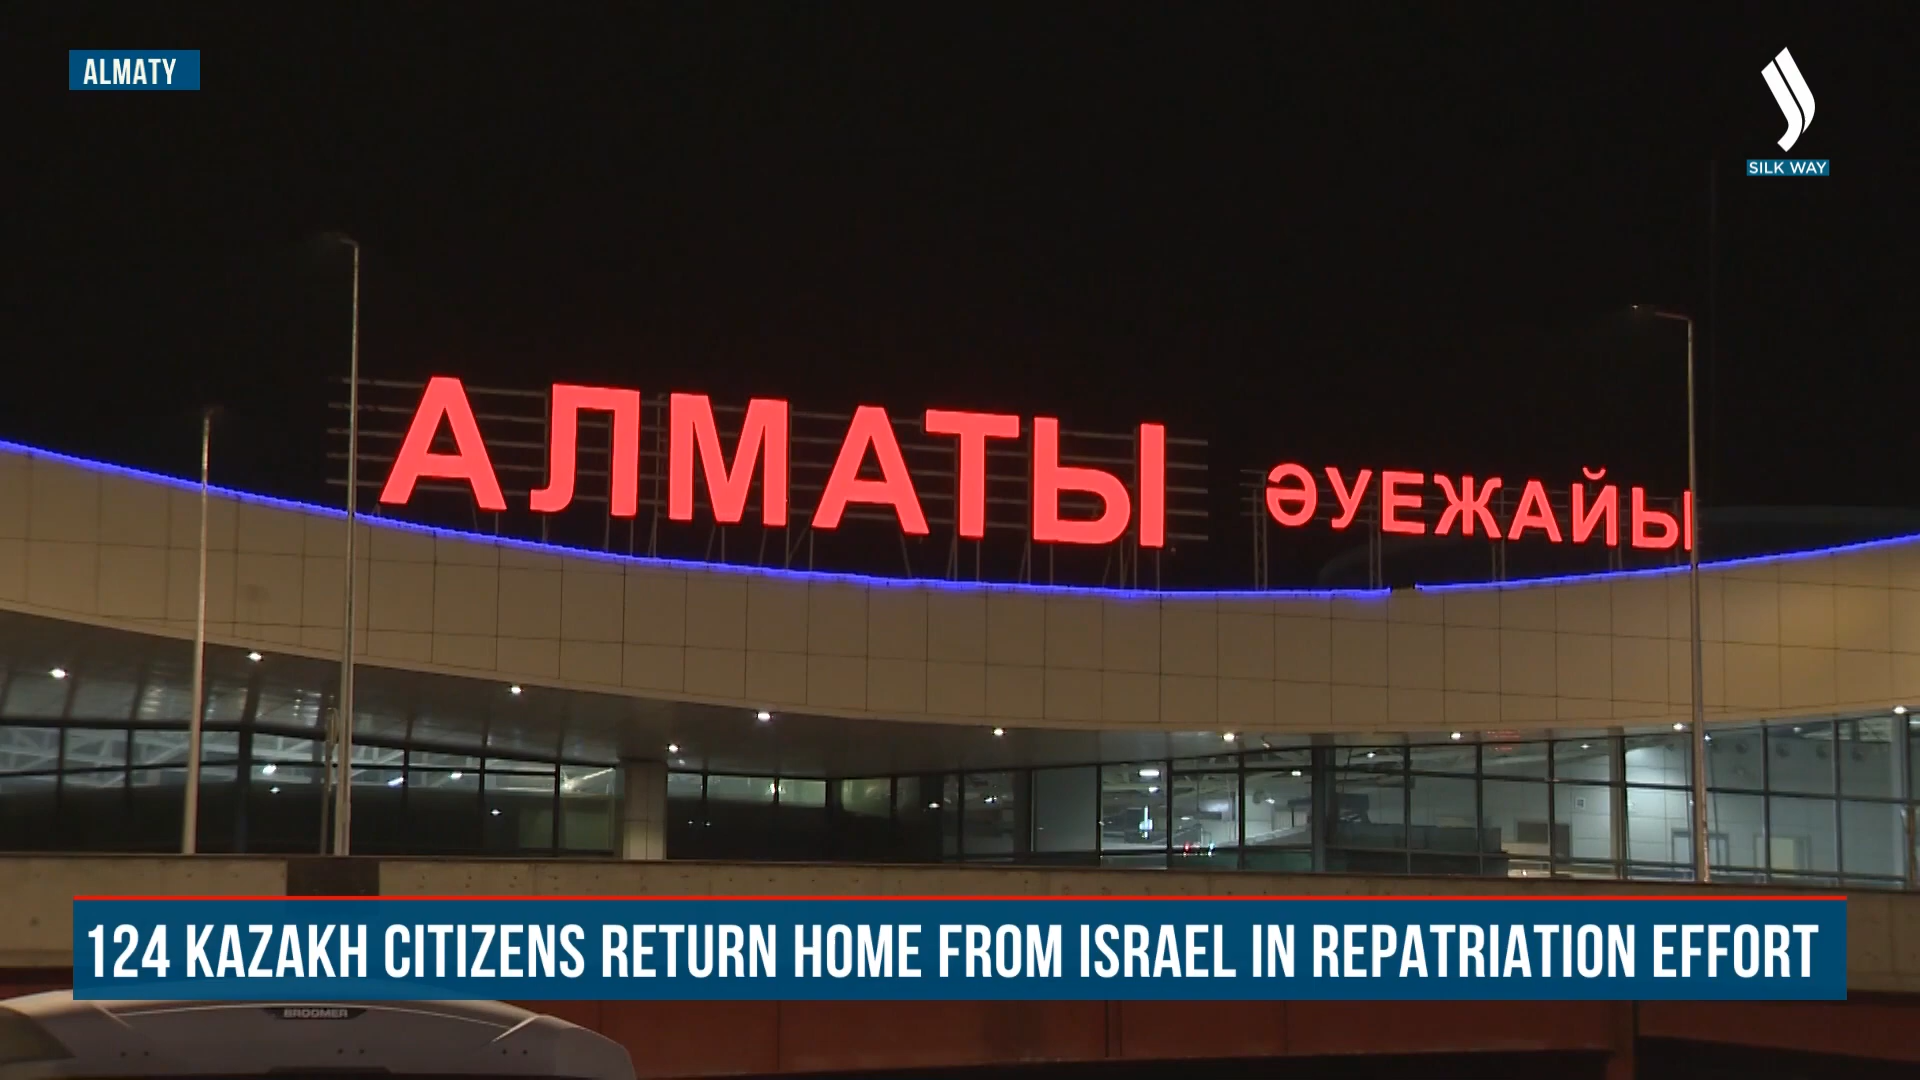 ALMATY
SILK WAY
АЛМАТЫ ӘУЕЖАЙЫ
124 KAZAKH CITIZENS RETURN HOME FROM ISRAEL IN REPATRIATION EFFORT
BROOMER